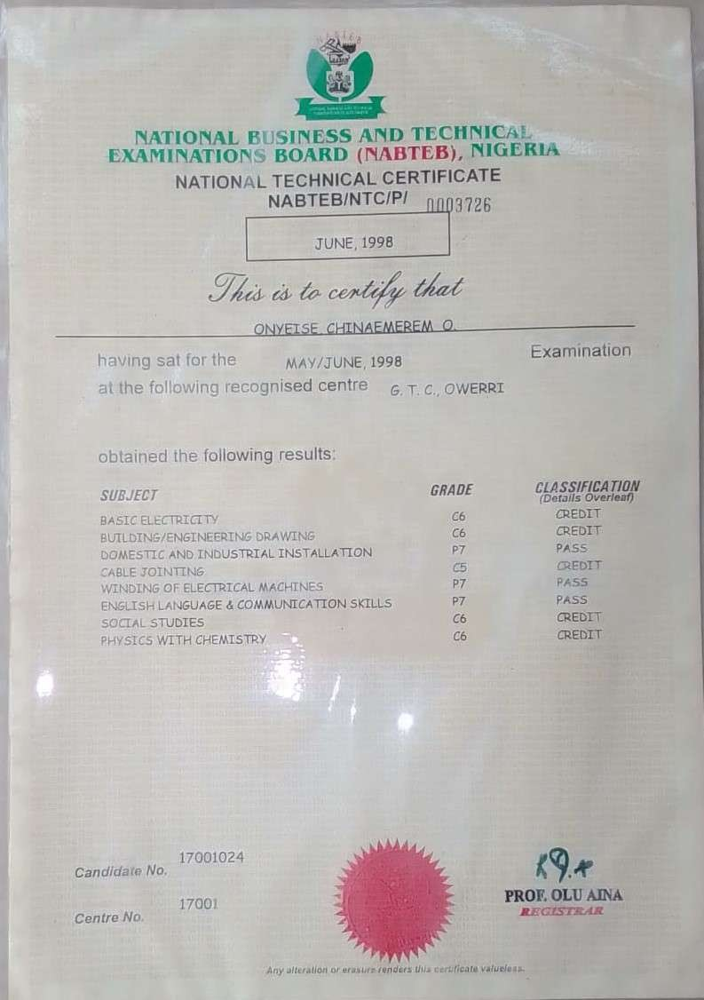 NABTEB
NATIONAL BUSINESS AND TECHNICAL
EXAMINATIONS BOARD (NABTEB), NIGERIA
NATIONAL TECHNICAL CERTIFICATE
NABTEB/NTC/P/ 0003726
JUNE, 1998
This is to certify that
ONYEISE CHINAEMEREM O.
having sat for the MAY/JUNE, 1998 Examination
at the following recognised centre G. T. C., OWERRI
obtained the following results:
SUBJECT GRADE CLASSIFICATION
(Details Overleaf)
BASIC ELECTRICITY C6 CREDIT
BUILDING/ENGINEERING DRAWING C6 CREDIT
DOMESTIC AND INDUSTRIAL INSTALLATION P7 PASS
CABLE JOINTING C5 CREDIT
WINDING OF ELECTRICAL MACHINES P7 PASS
ENGLISH LANGUAGE & COMMUNICATION SKILLS P7 PASS
SOCIAL STUDIES C6 CREDIT
PHYSICS WITH CHEMISTRY C6 CREDIT
Candidate No. 17001024
Centre No. 17001
PROF. OLU AINA
REGISTRAR
Any alteration or erasure renders this certificate valueless.